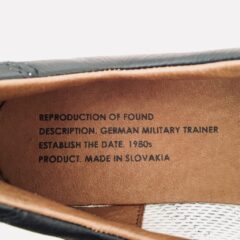 REPRODUCTION OF FOUND
DESCRIPTION. GERMAN MILITARY TRAINER
ESTABLISH THE DATE. 1980s
PRODUCT. MADE IN SLOVAKIA